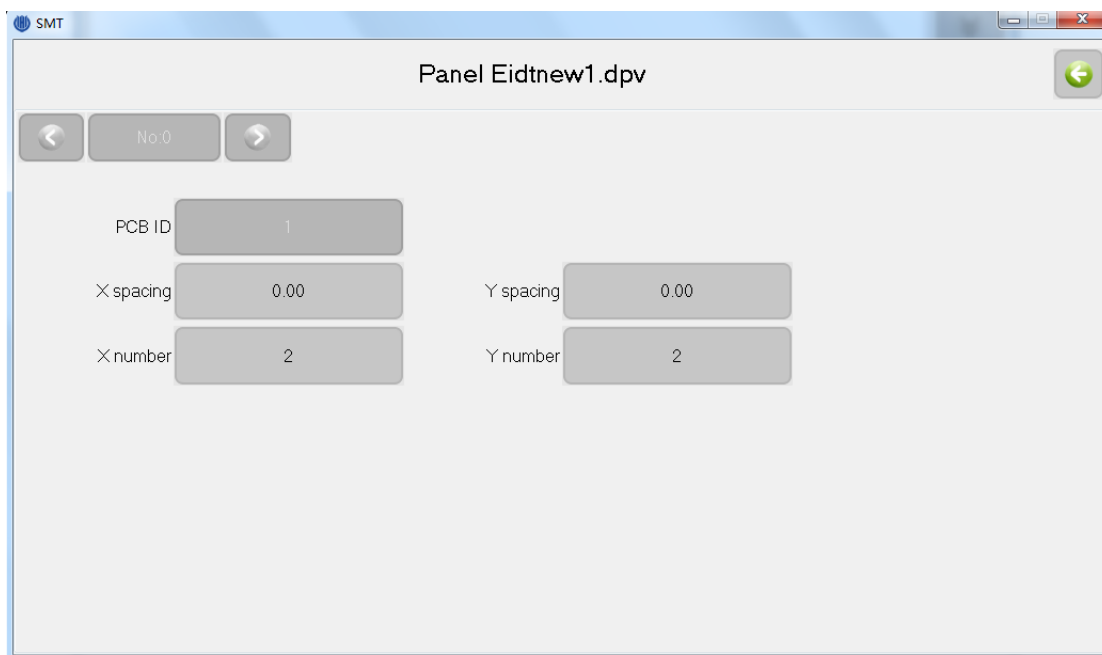 SMT
Panel Eidtnew1.dpv
No:0
PCB ID 1
X spacing 0.00 Y spacing 0.00
X number 2 Y number 2